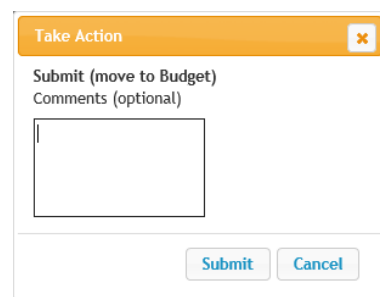 Take Action
Submit (move to Budget)
Comments (optional)
Submit Cancel